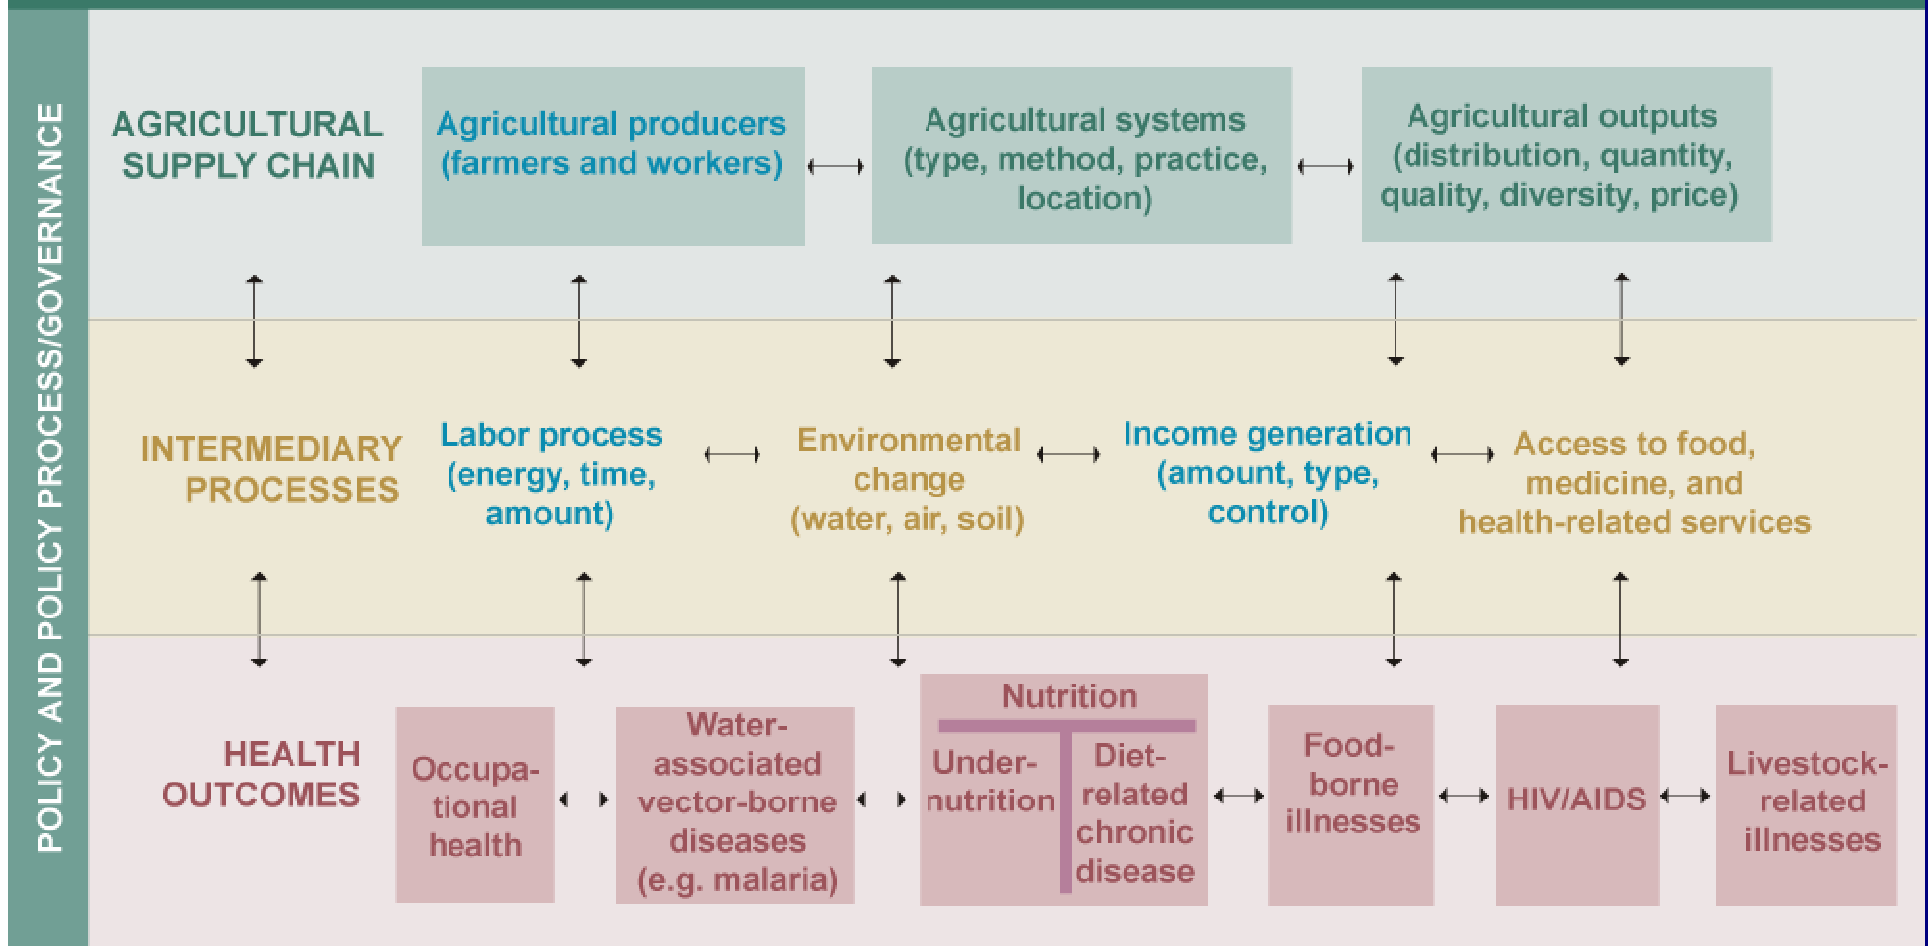 POLICY AND POLICY PROCESS/GOVERNANCE
AGRICULTURAL
SUPPLY CHAIN
Agricultural producers
(farmers and workers)
Agricultural systems
(type, method, practice,
location)
Agricultural outputs
(distribution, quantity,
quality, diversity, price)
INTERMEDIARY
PROCESSES
Labor process
(energy, time,
amount)
Environmental
change
(water, air, soil)
Income generation
(amount, type,
control)
Access to food,
medicine, and
health-related services
HEALTH
OUTCOMES
Occupa-
tional
health
Water-
associated
vector-borne
diseases
(e.g. malaria)
Nutrition
Under-
nutrition
Diet-
related
chronic
disease
Food-
borne
illnesses
HIV/AIDS
Livestock-
related
illnesses